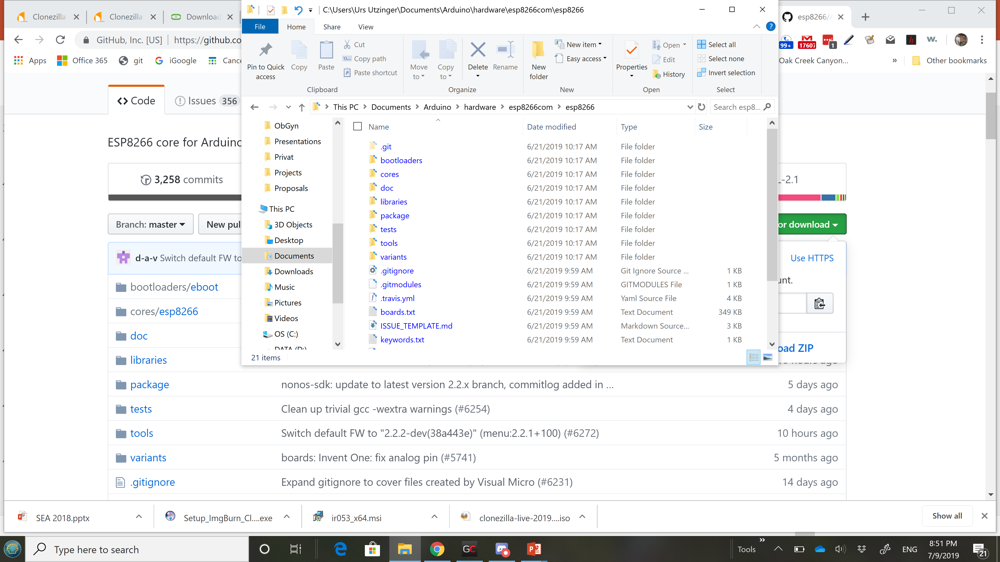 Clonezilla
Clonezilla
Download
C:\Users\Urs Utzinger\Documents\Arduino\hardware\esp8266com\esp8266
esp8266/
GitHub, Inc. [US]
https://github.co
99+
17607
1
Apps
Office 365
git
iGoogle
Oak Creek Canyon...
»
Other bookmarks
File
Home
Share
View
Pin to Quick access
Copy
Paste
Cut
Copy path
Paste shortcut
Clipboard
Move to
Copy to
Delete
Rename
Organize
New folder
New item
Easy access
New
Properties
Open
Edit
History
Open
Select all
Select none
Invert selection
Select
This PC
Documents
Arduino
hardware
esp8266com
esp8266
Search esp8...
Code
Issues 356
ESP8266 core for Arduino
3,258 commits
-2.1
Branch: master
New pul
or download
Use HTTPS
d-a-v Switch default FW to
bootloaders/eboot
cores/esp8266
doc
libraries
ObGyn
Presentations
Privat
Projects
Proposals
This PC
3D Objects
Desktop
Documents
Downloads
Music
Pictures
Videos
OS (C:)
Name Date modified Type Size
.git 6/21/2019 10:17 AM File folder
bootloaders 6/21/2019 10:17 AM File folder
cores 6/21/2019 10:17 AM File folder
doc 6/21/2019 10:17 AM File folder
libraries 6/21/2019 10:17 AM File folder
package 6/21/2019 10:17 AM File folder
tests 6/21/2019 10:17 AM File folder
tools 6/21/2019 10:17 AM File folder
variants 6/21/2019 10:17 AM File folder
.gitignore 6/21/2019 9:59 AM Git Ignore Source ... 1 KB
.gitmodules 6/21/2019 9:59 AM GITMODULES File 1 KB
.travis.yml 6/21/2019 9:59 AM Yaml Source File 4 KB
boards.txt 6/21/2019 9:59 AM Text Document 349 KB
ISSUE_TEMPLATE.md 6/21/2019 9:59 AM Markdown Source... 3 KB
keywords.txt 6/21/2019 9:59 AM Text Document 1 KB
21 items
unt.
oad ZIP
package nonos-sdk: update to latest version 2.2.x branch, commitlog added in ... 5 days ago
tests Clean up trivial gcc -wextra warnings (#6254) 4 days ago
tools Switch default FW to "2.2.2-dev(38a443e)" (menu:2.2.1+100) (#6272) 10 hours ago
variants boards: Invent One: fix analog pin (#5741) 5 months ago
.gitignore Expand gitignore to cover files created by Visual Micro (#6231) 14 days ago
SEA 2018.pptx
Setup_ImgBurn_Cl....exe
ir053_x64.msi
clonezilla-live-2019....iso
Show all
Type here to search
GC
Tools
»
ENG
8:51 PM
7/9/2019
21